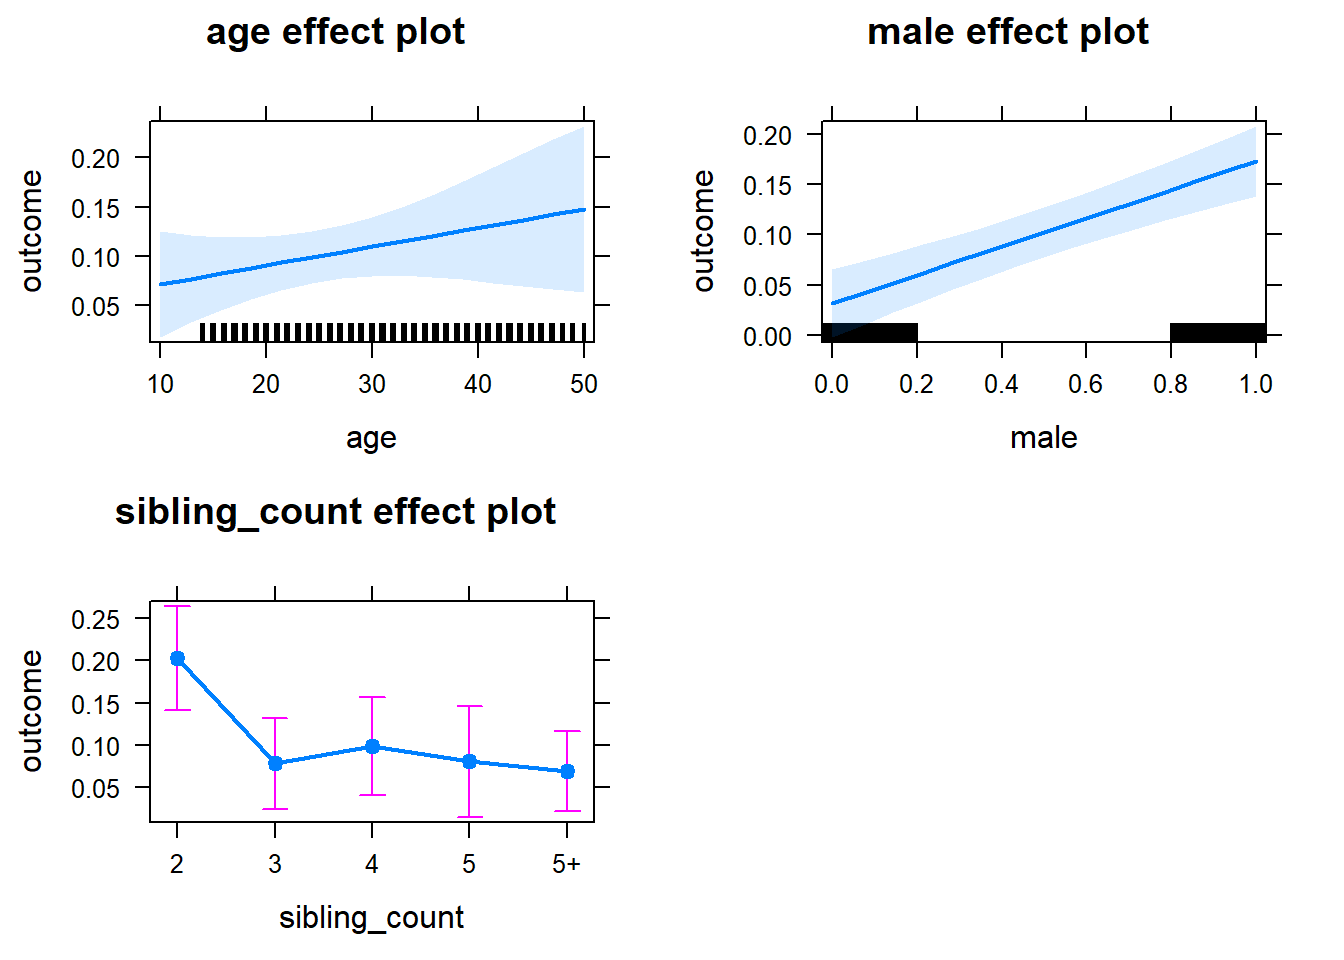 age effect plot
outcome
0.20
0.15
0.10
0.05
10 20 30 40 50
age
male effect plot
outcome
0.20
0.15
0.10
0.05
0.00
0.0 0.2 0.4 0.6 0.8 1.0
male
sibling_count effect plot
outcome
0.25
0.20
0.15
0.10
0.05
2 3 4 5 5+
sibling_count